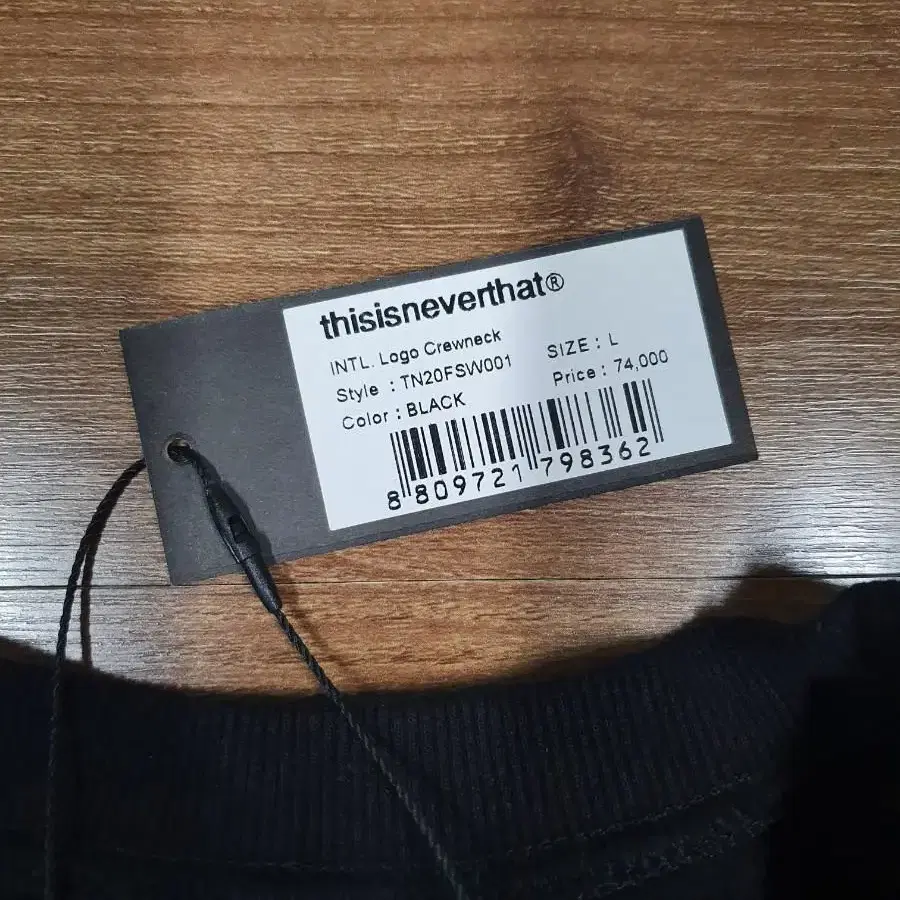 thisisneverthat®
INTL. Logo Crewneck
Style : TN20FSW001 SIZE : L
Color : BLACK Price : 74,000
8 809721 798362